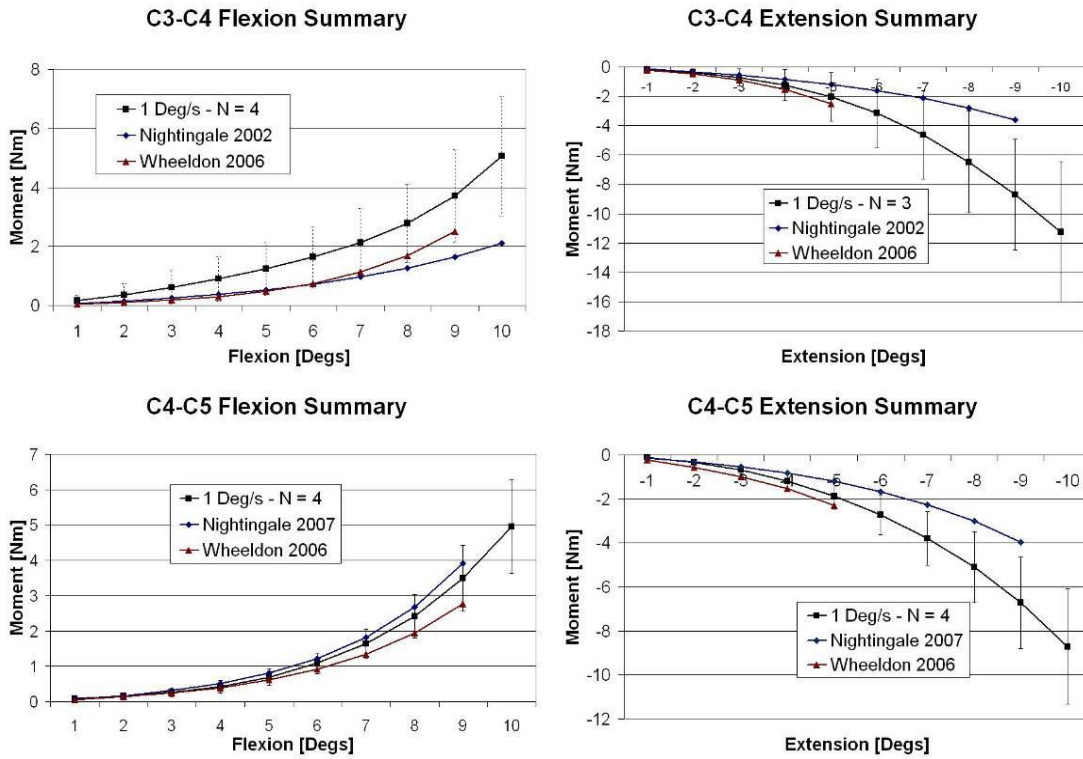 C3-C4 Flexion Summary
Moment [Nm]
8
6
4
2
0
1 Deg/s - N = 4
Nightingale 2002
Wheeldon 2006
1 2 3 4 5 6 7 8 9 10
Flexion [Degs]
C3-C4 Extension Summary
Moment [Nm]
0
-2
-4
-6
-8
-10
-12
-14
-16
-18
-1 -2 -3 -4 -5 -6 -7 -8 -9 -10
1 Deg/s - N = 3
Nightingale 2002
Wheeldon 2006
Extension [Degs]
C4-C5 Flexion Summary
Moment [Nm]
7
6
5
4
3
2
1
0
1 Deg/s - N = 4
Nightingale 2007
Wheeldon 2006
1 2 3 4 5 6 7 8 9 10
Flexion [Degs]
C4-C5 Extension Summary
Moment [Nm]
0
-2
-4
-6
-8
-10
-12
-1 -2 -3 -4 -5 -6 -7 -8 -9 -10
1 Deg/s - N = 4
Nightingale 2007
Wheeldon 2006
Extension [Degs]